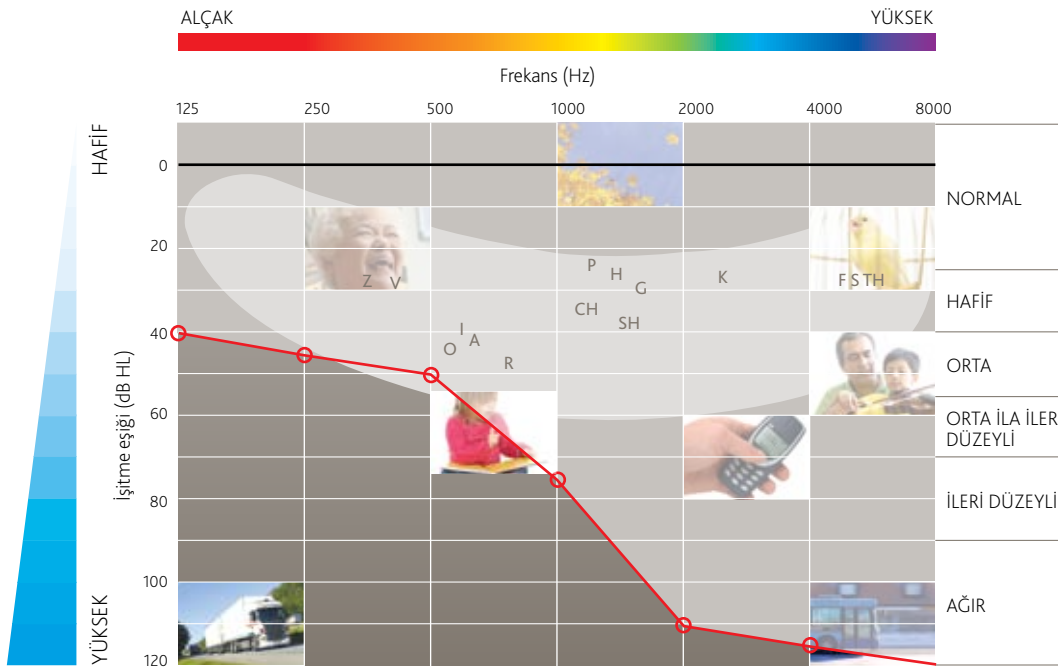 ALÇAK YÜKSEK
Frekans (Hz)
125 250 500 1000 2000 4000 8000
HAFİF
0
NORMAL
20
P
H
K
Z V
G
F S TH
HAFİF
CH
SH
40
I
A
O
R
ORTA
İşitme eşiği (dB HL)
60
ORTA İLA İLER
DÜZEYLİ
80
İLERİ DÜZEYLİ
100
AĞIR
YÜKSEK
120